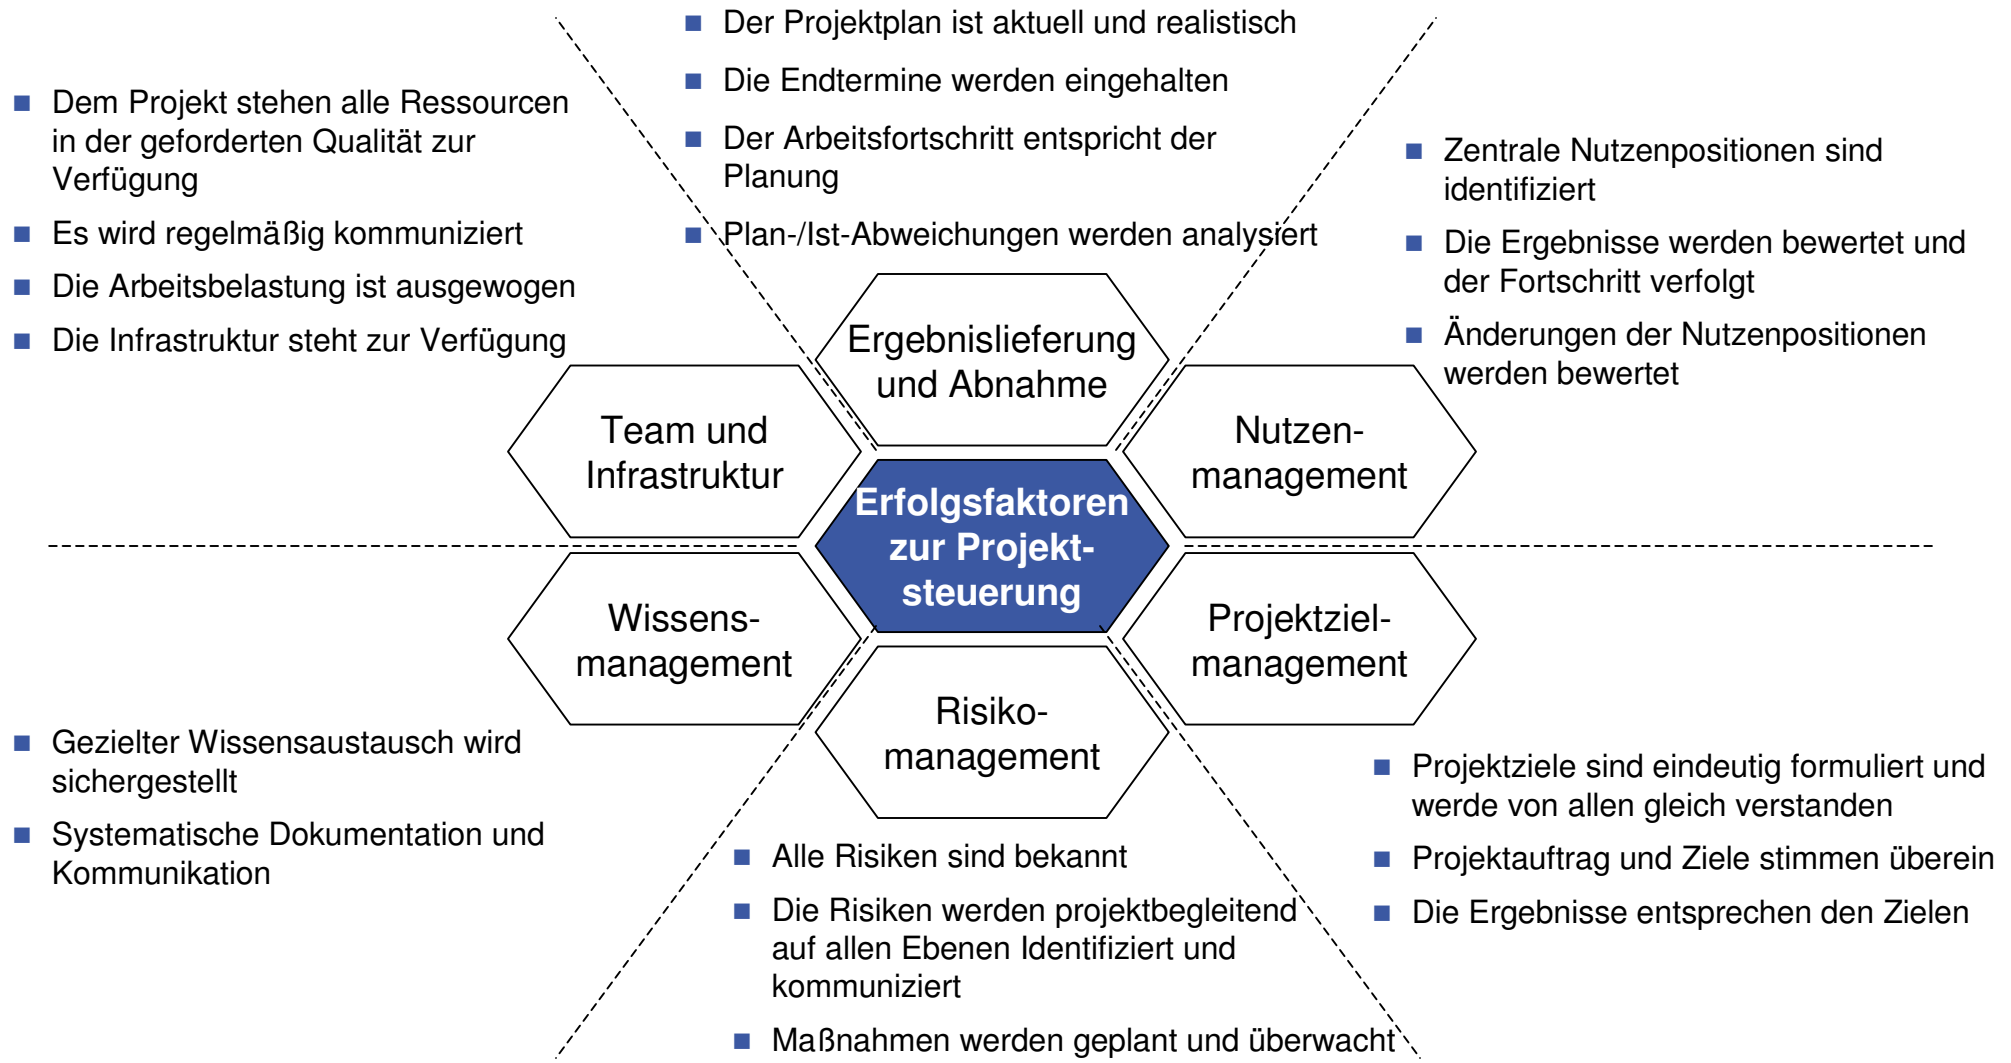 Der Projektplan ist aktuell und realistisch
Die Endtermine werden eingehalten
Der Arbeitsfortschritt entspricht der
Planung
Plan-/Ist-Abweichungen werden analysiert
Dem Projekt stehen alle Ressourcen
in der geforderten Qualität zur
Verfügung
Es wird regelmäßig kommuniziert
Die Arbeitsbelastung ist ausgewogen
Die Infrastruktur steht zur Verfügung
Zentrale Nutzenpositionen sind
identifiziert
Die Ergebnisse werden bewertet und
der Fortschritt verfolgt
Änderungen der Nutzenpositionen
werden bewertet
Ergebnislieferung
und Abnahme
Team und
Infrastruktur
Nutzen-
management
Erfolgsfaktoren
zur Projekt-
steuerung
Wissens-
management
Projektziel-
management
Risiko-
management
Gezielter Wissensaustausch wird
sichergestellt
Systematische Dokumentation und
Kommunikation
Alle Risiken sind bekannt
Die Risiken werden projektbegleitend
auf allen Ebenen Identifiziert und
kommuniziert
Maßnahmen werden geplant und überwacht
Projektziele sind eindeutig formuliert und
werde von allen gleich verstanden
Projektauftrag und Ziele stimmen überein
Die Ergebnisse entsprechen den Zielen